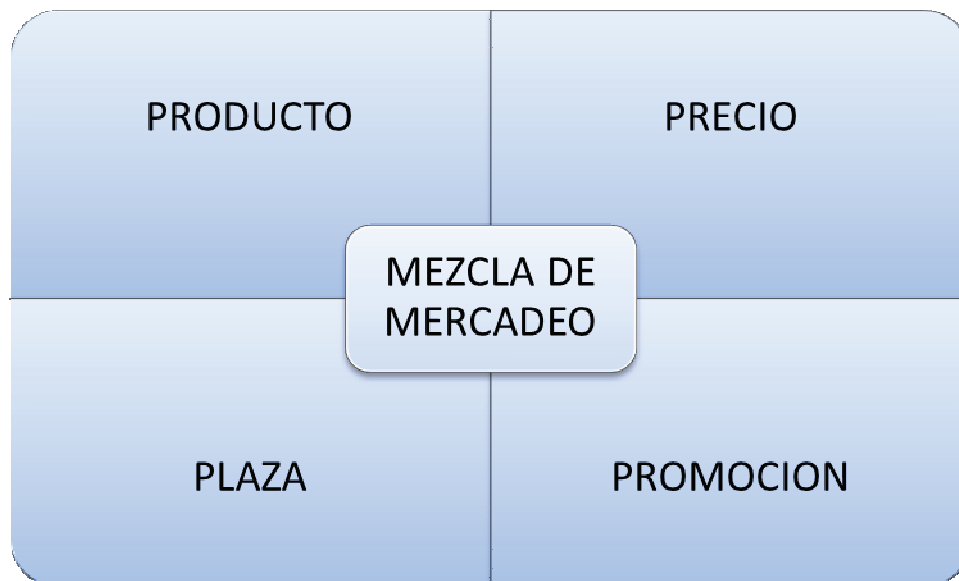 PRODUCTO
PRECIO
MEZCLA DE
MERCADEO
PLAZA
PROMOCION